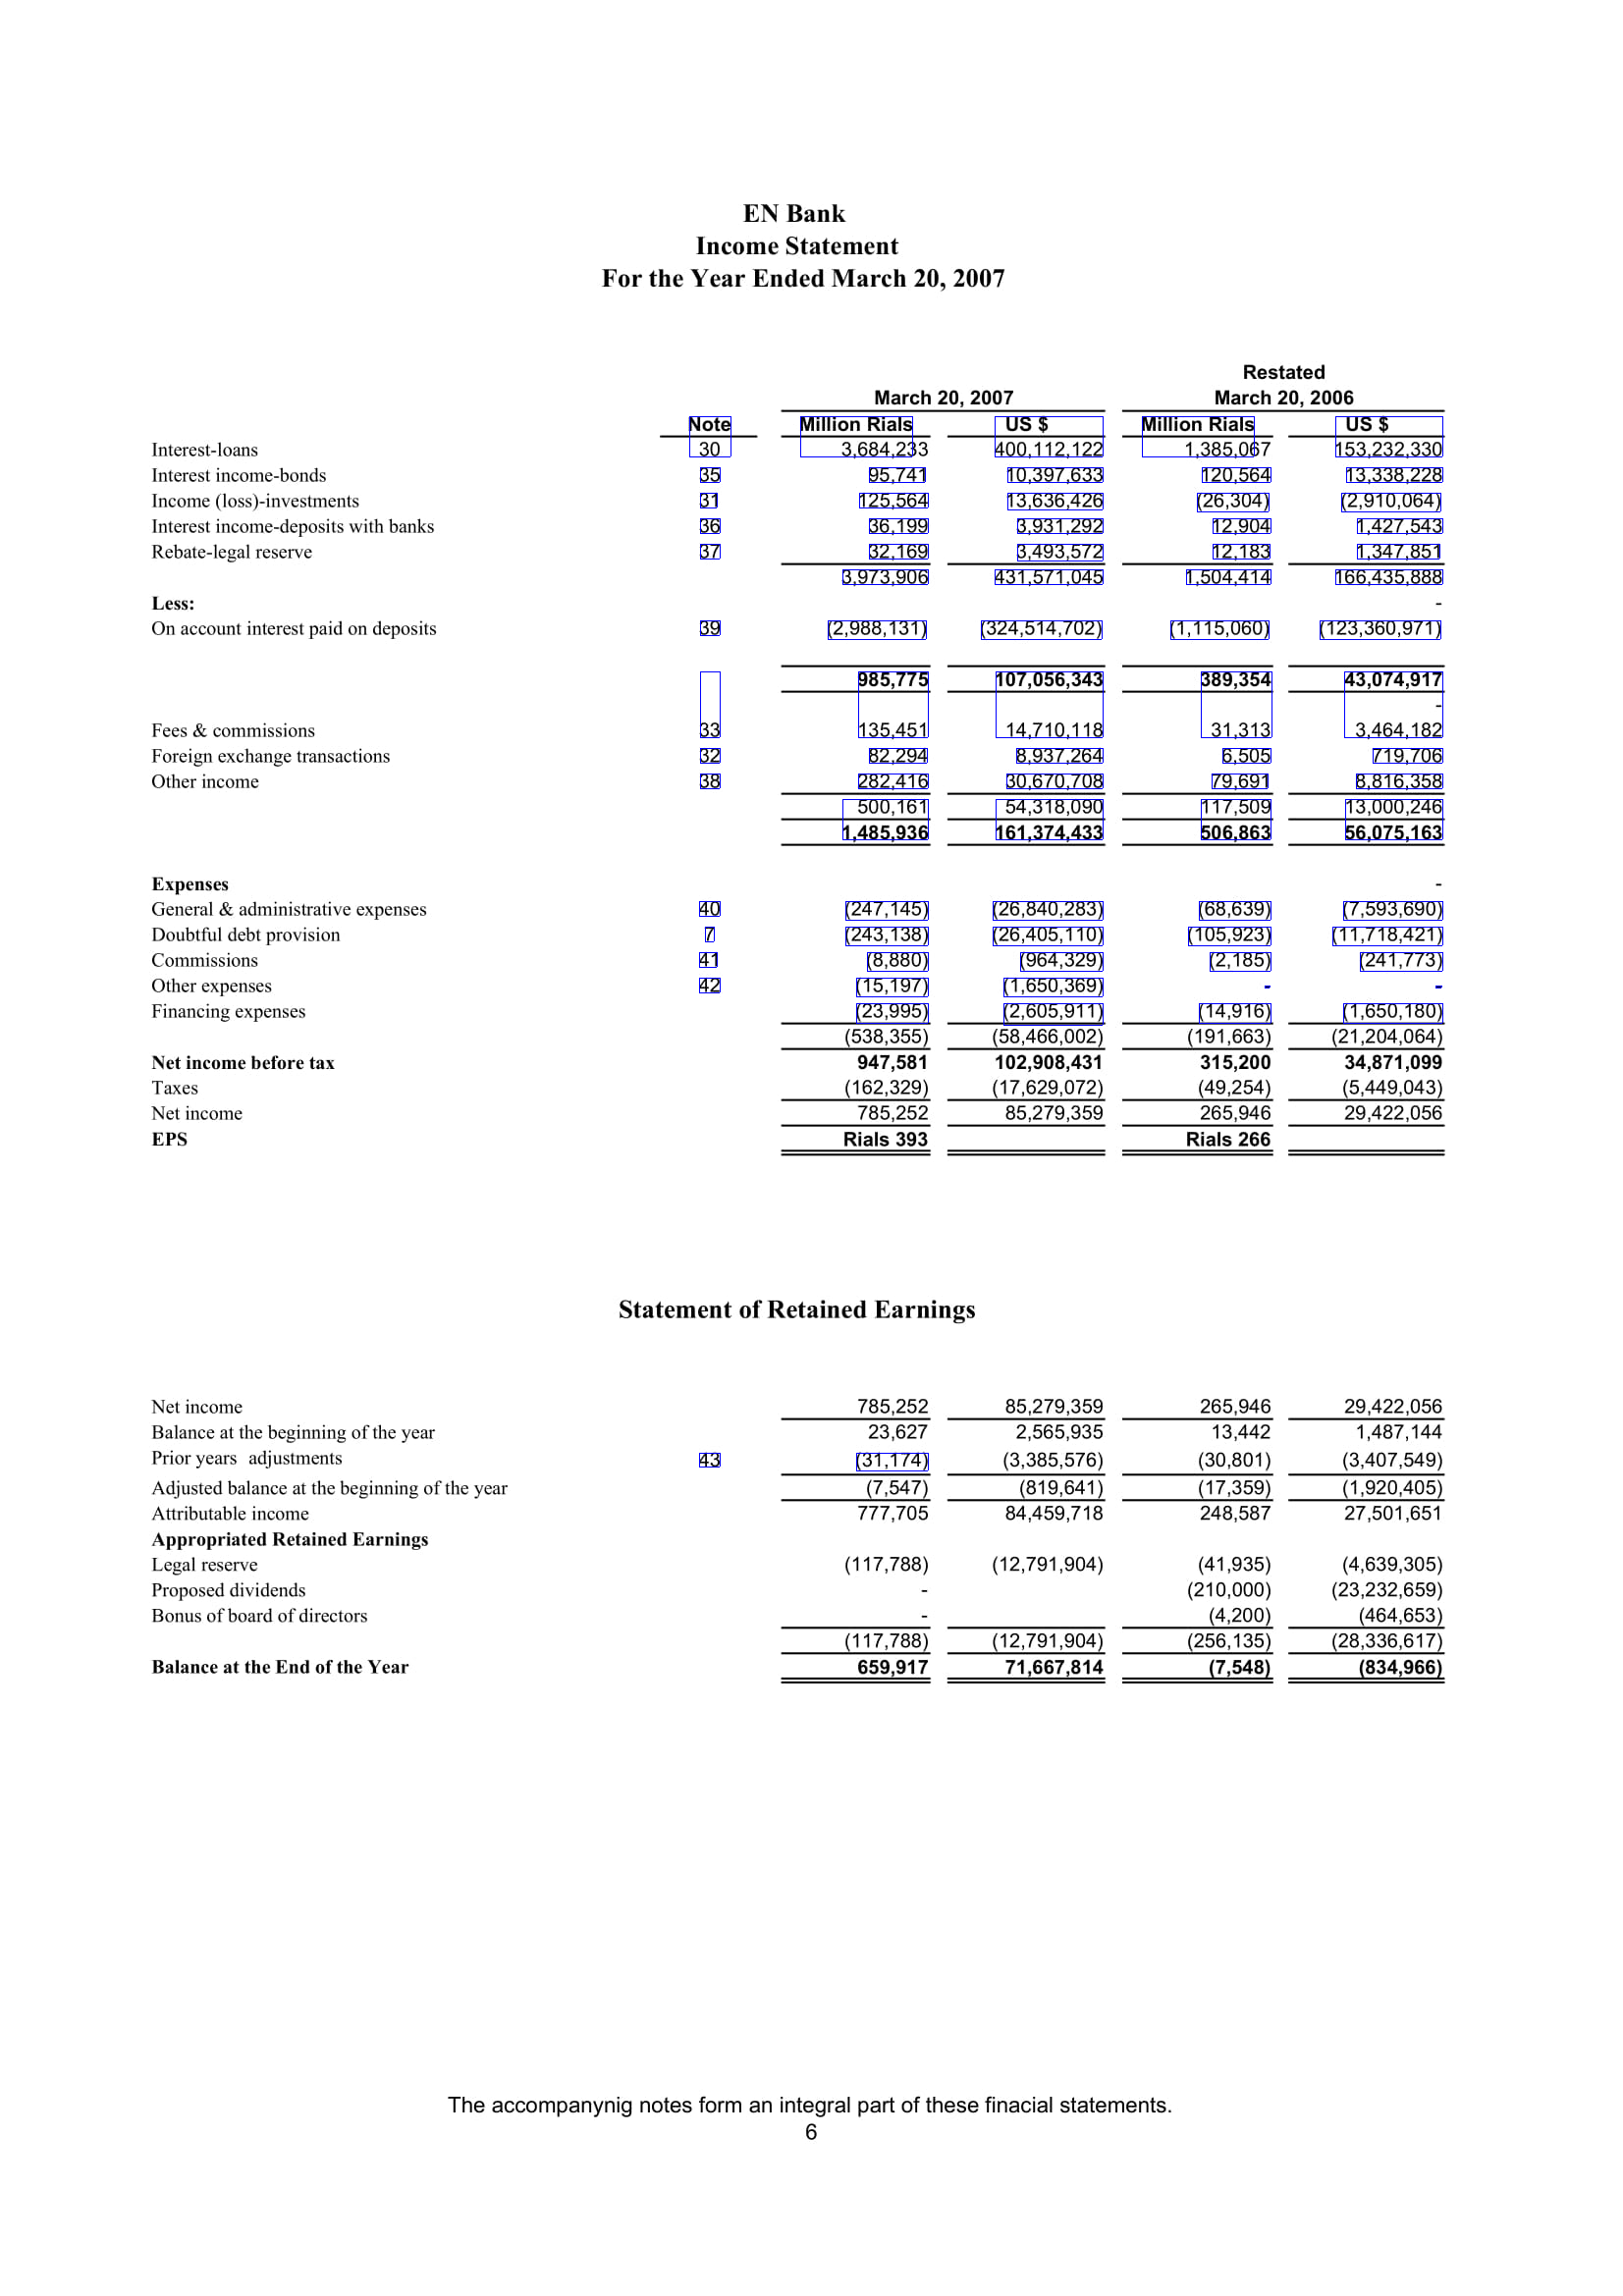 EN Bank
Income Statement
For the Year Ended March 20, 2007
Restated
March 20, 2007 March 20, 2006
Note Million Rials US $ Million Rials US $
Interest-loans 30 3,684,233 400,112,122 1,385,067 153,232,330
Interest income-bonds 35 95,741 10,397,633 120,564 13,338,228
Income (loss)-investments 31 125,564 13,636,426 (26,304) (2,910,064)
Interest income-deposits with banks 36 36,199 3,931,292 12,904 1,427,543
Rebate-legal reserve 37 32,169 3,493,572 12,183 1,347,851
3,973,906 431,571,045 1,504,414 166,435,888
Less: -
On account interest paid on deposits 39 (2,988,131) (324,514,702) (1,115,060) (123,360,971)
985,775 107,056,343 389,354 43,074,917
-
Fees & commissions 33 135,451 14,710,118 31,313 3,464,182
Foreign exchange transactions 32 82,294 8,937,264 6,505 719,706
Other income 38 282,416 30,670,708 79,691 8,816,358
500,161 54,318,090 117,509 13,000,246
1,485,936 161,374,433 506,863 56,075,163
Expenses -
General & administrative expenses 40 (247,145) (26,840,283) (68,639) (7,593,690)
Doubtful debt provision 7 (243,138) (26,405,110) (105,923) (11,718,421)
Commissions 41 (8,880) (964,329) (2,185) (241,773)
Other expenses 42 (15,197) (1,650,369) - -
Financing expenses (23,995) (2,605,911) (14,916) (1,650,180)
(538,355) (58,466,002) (191,663) (21,204,064)
Net income before tax 947,581 102,908,431 315,200 34,871,099
Taxes (162,329) (17,629,072) (49,254) (5,449,043)
Net income 785,252 85,279,359 265,946 29,422,056
EPS Rials 393 Rials 266
Statement of Retained Earnings
Net income 785,252 85,279,359 265,946 29,422,056
Balance at the beginning of the year 23,627 2,565,935 13,442 1,487,144
Prior years adjustments 43 (31,174) (3,385,576) (30,801) (3,407,549)
Adjusted balance at the beginning of the year (7,547) (819,641) (17,359) (1,920,405)
Attributable income 777,705 84,459,718 248,587 27,501,651
Appropriated Retained Earnings
Legal reserve (117,788) (12,791,904) (41,935) (4,639,305)
Proposed dividends - (210,000) (23,232,659)
Bonus of board of directors - (4,200) (464,653)
(117,788) (12,791,904) (256,135) (28,336,617)
Balance at the End of the Year 659,917 71,667,814 (7,548) (834,966)
The accompanynig notes form an integral part of these finacial statements.
6